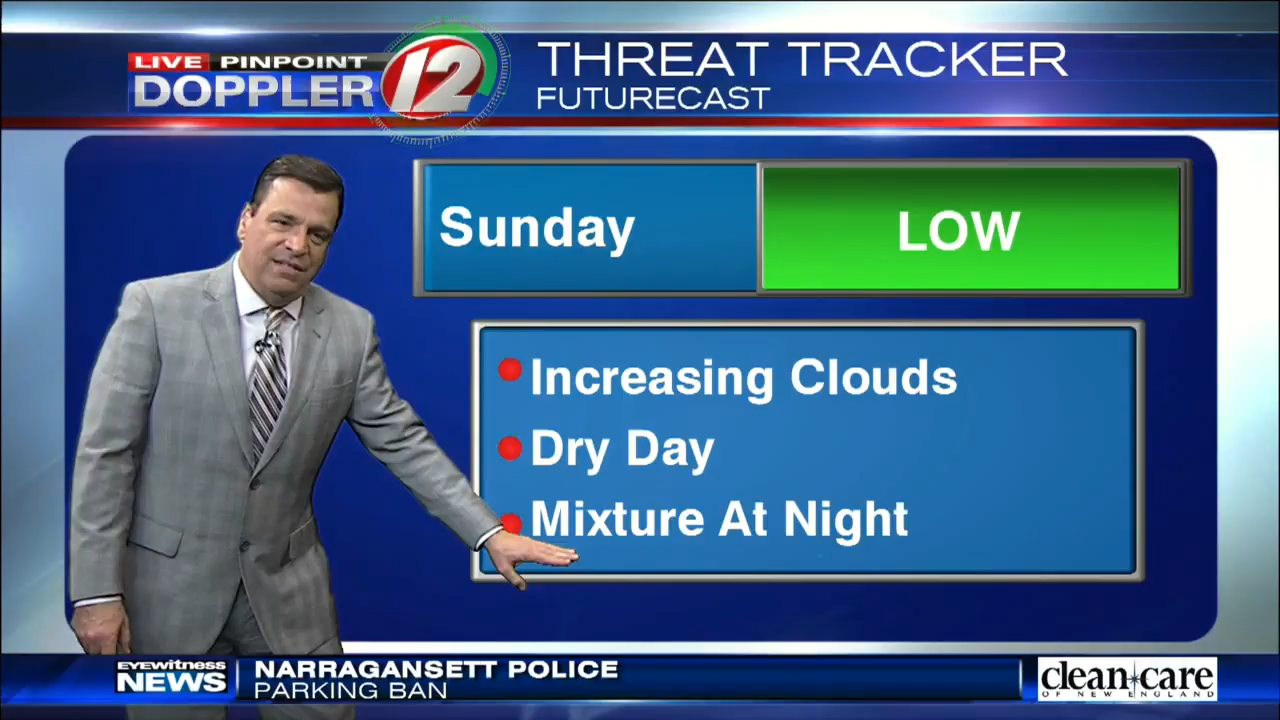 LIVE PINPOINT
DOPPLER 12
THREAT TRACKER
FUTURECAST
Sunday
LOW
Increasing Clouds
Dry Day
Mixture At Night
EYEWITNESS
NEWS
NARRAGANSETT POLICE
PARKING BAN
clean care
OF NEW ENGLAND